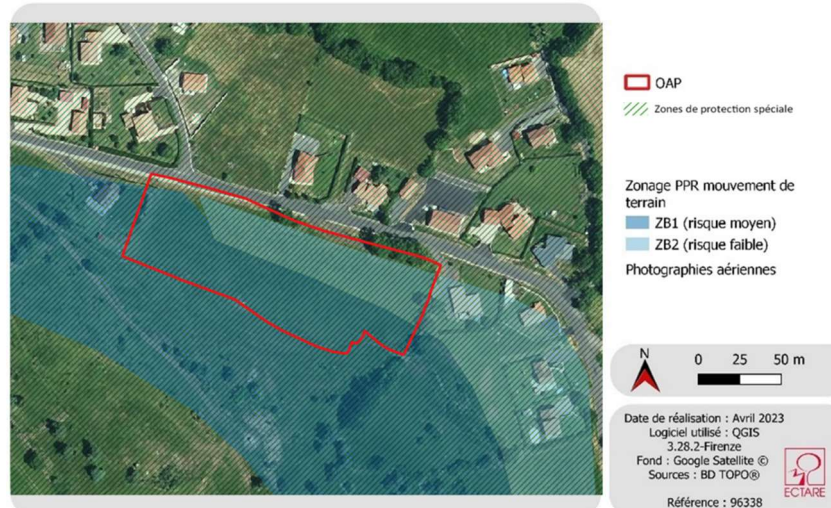 OAP
Zones de protection spéciale
Zonage PPR mouvement de
terrain
ZB1 (risque moyen)
ZB2 (risque faible)
Photographies aériennes
N
0 25 50 m
Date de réalisation : Avril 2023
Logiciel utilisé : QGIS
3.28.2-Firenze
Fond : Google Satellite ©
Sources : BD TOPO®
Référence : 96338
ECTARE